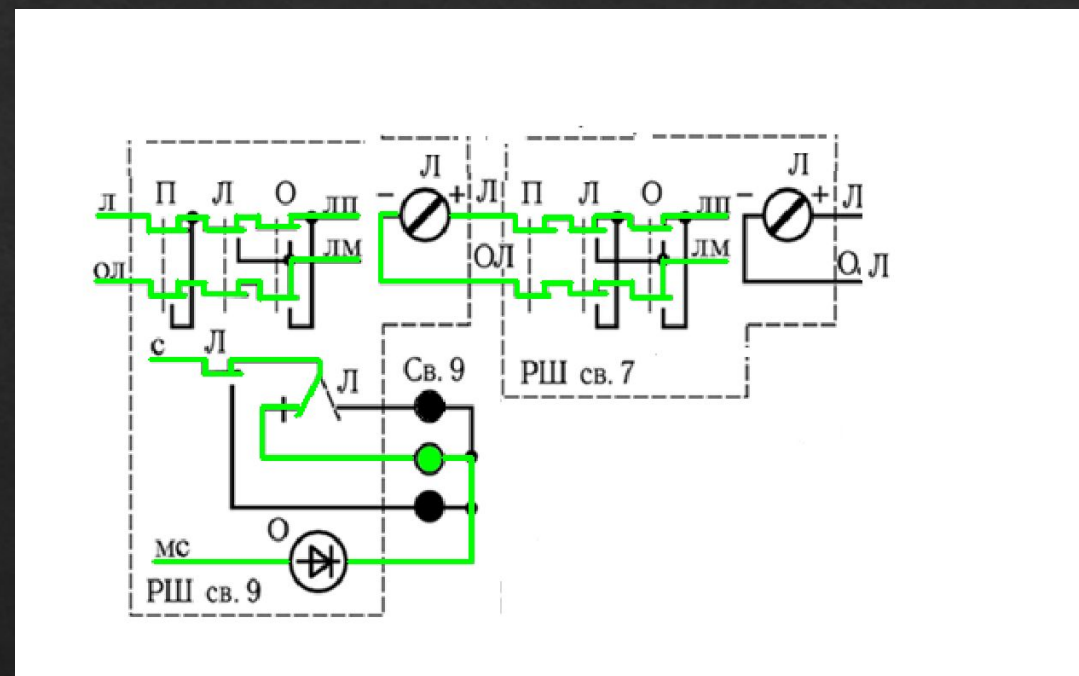 Л
л П Л О ЛП
- + Л П Л О ЛП
Л
- + Л
ОЛ ЛМ ОЛ ЛМ О Л
С Л
Л Св. 9 РШ св. 7
О
МС
РШ св. 9